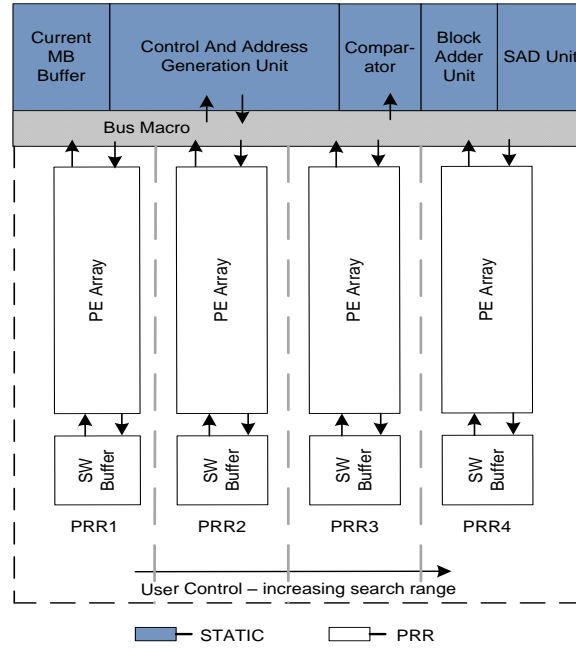 Current
MB
Buffer
Control And Address
Generation Unit
Compar-
ator
Block
Adder
Unit
SAD Unit
Bus Macro
PE Array
PE Array
PE Array
PE Array
SW
Buffer
SW
Buffer
SW
Buffer
SW
Buffer
PRR1
PRR2
PRR3
PRR4
User Control – increasing search range
STATIC
PRR